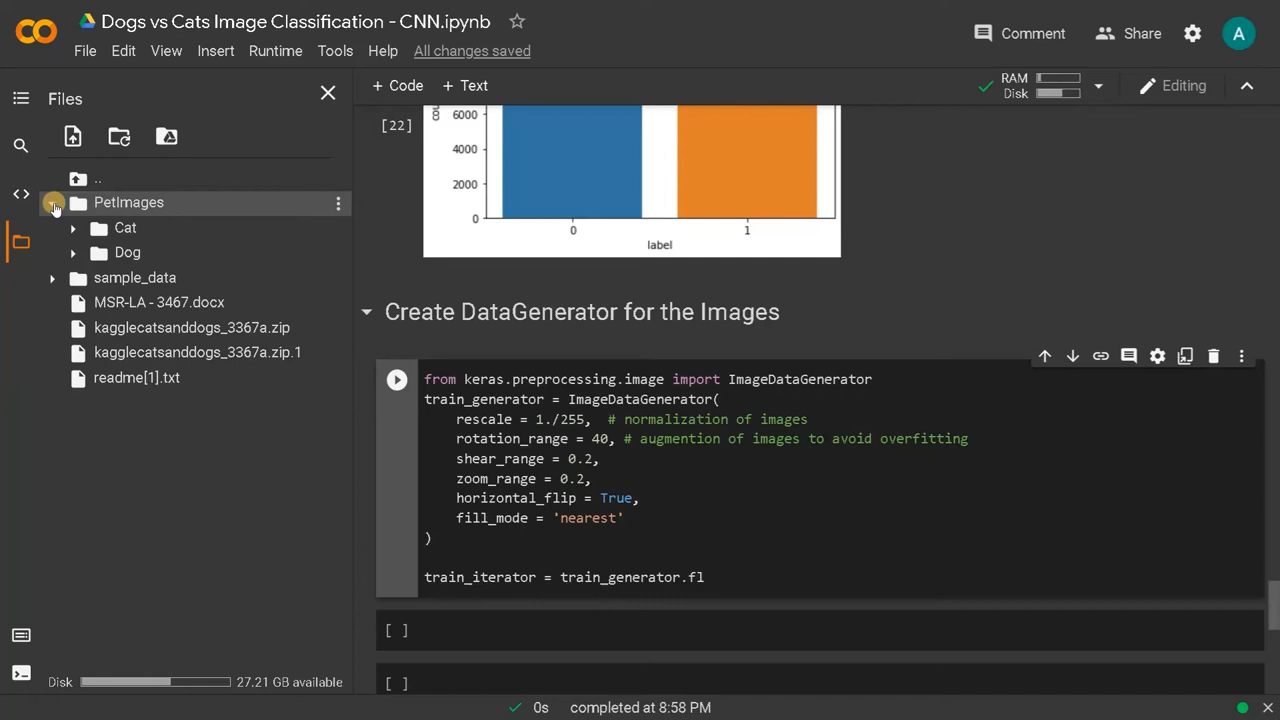 Dogs vs Cats Image Classification - CNN.ipynb
File Edit View Insert Runtime Tools Help All changes saved
Comment
Share
A
Files
+ Code + Text
RAM
Disk
Editing
..
PetImages
Cat
Dog
sample_data
MSR-LA - 3467.docx
kagglecatsanddogs_3367a.zip
kagglecatsanddogs_3367a.zip.1
readme[1].txt
Disk 27.21 GB available
[22]
6000
4000
2000
0
0 1
label
Create DataGenerator for the Images
from keras.preprocessing.image import ImageDataGenerator
train_generator = ImageDataGenerator(
rescale = 1./255, # normalization of images
rotation_range = 40, # augmention of images to avoid overfitting
shear_range = 0.2,
zoom_range = 0.2,
horizontal_flip = True,
fill_mode = 'nearest'
)
train_iterator = train_generator.fl
[ ]
[ ]
0s completed at 8:58 PM